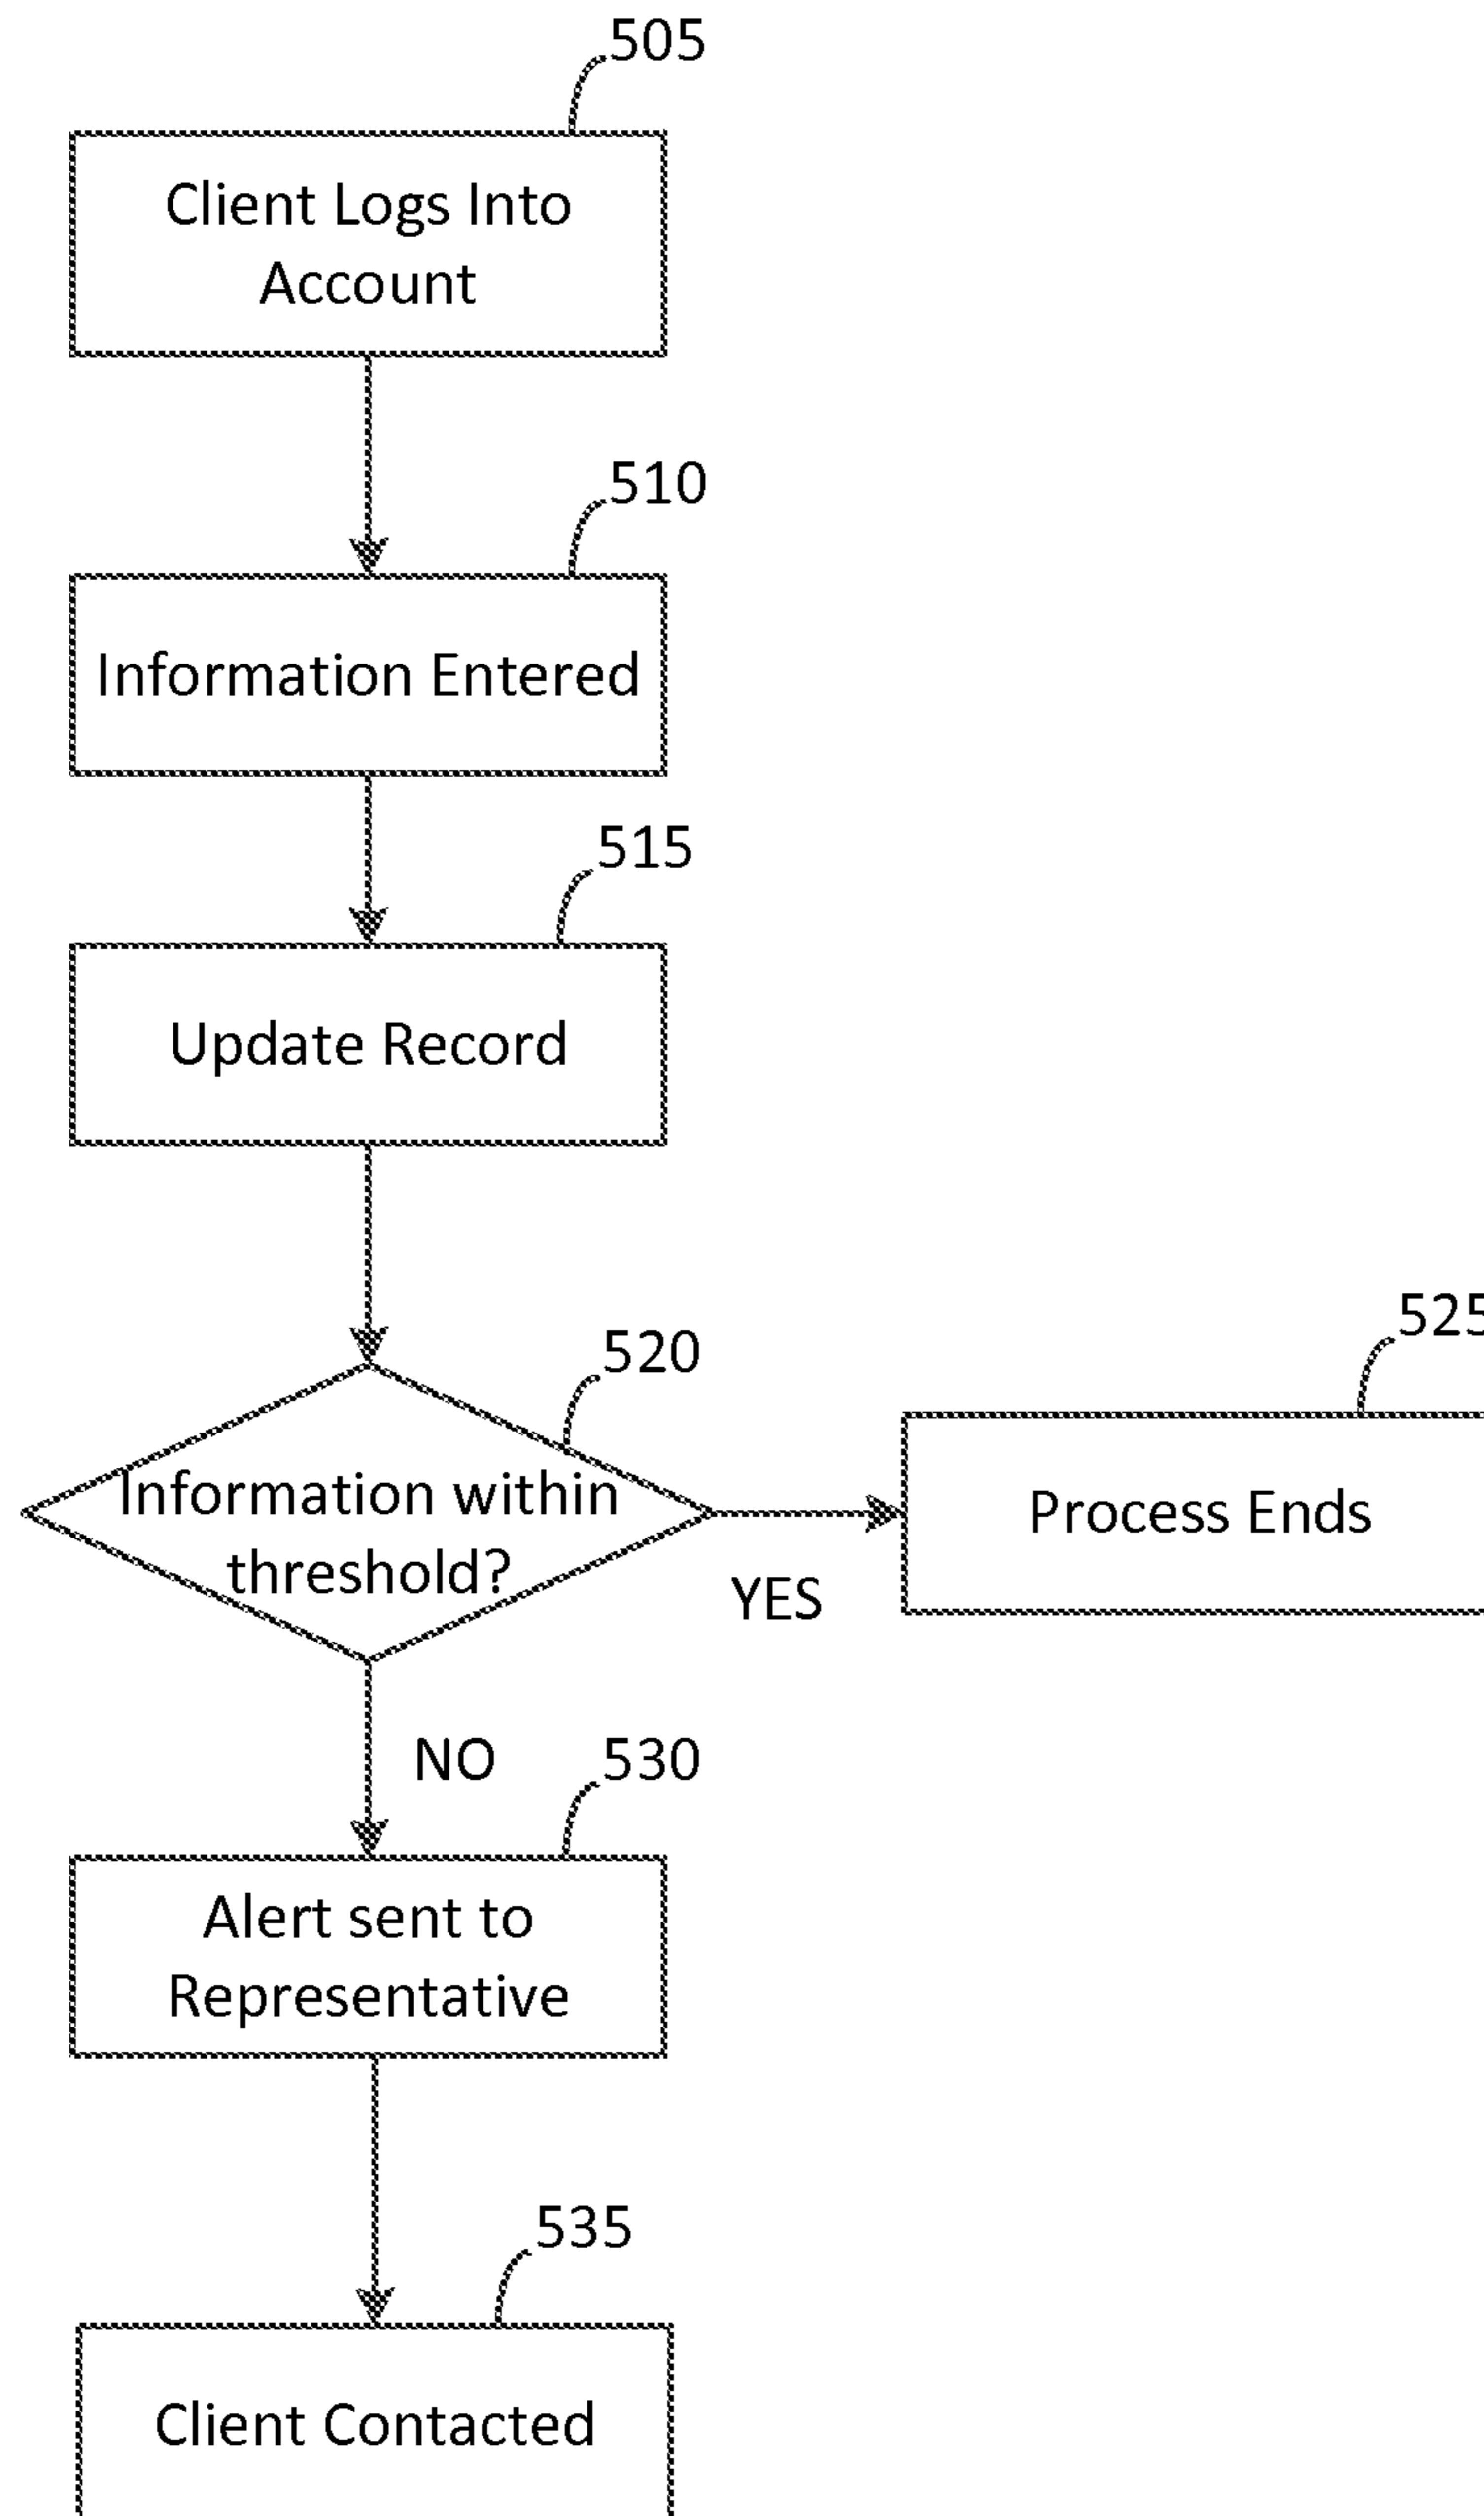 505
Client Logs Into
Account
510
Information Entered
515
Update Record
520
Information within
threshold?
525
Process Ends
YES
NO
530
Alert sent to
Representative
535
Client Contacted